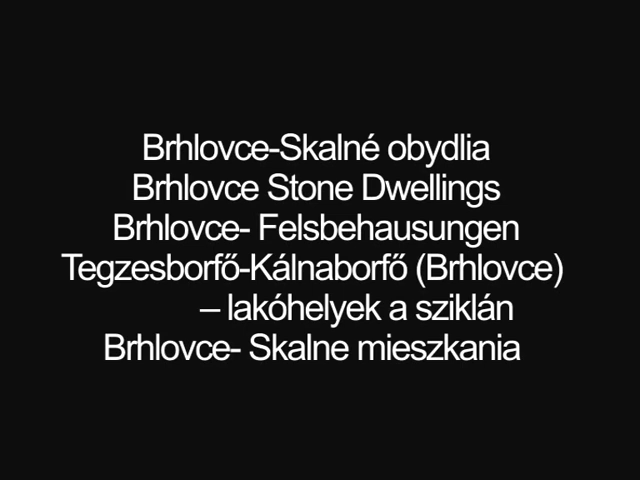 Brhlovce-Skalné obydlia
Brhlovce Stone Dwellings
Brhlovce- Felsbehausungen
Tegzesborfő-Kálnaborfő (Brhlovce)
– lakóhelyek a sziklán
Brhlovce- Skalne mieszkania